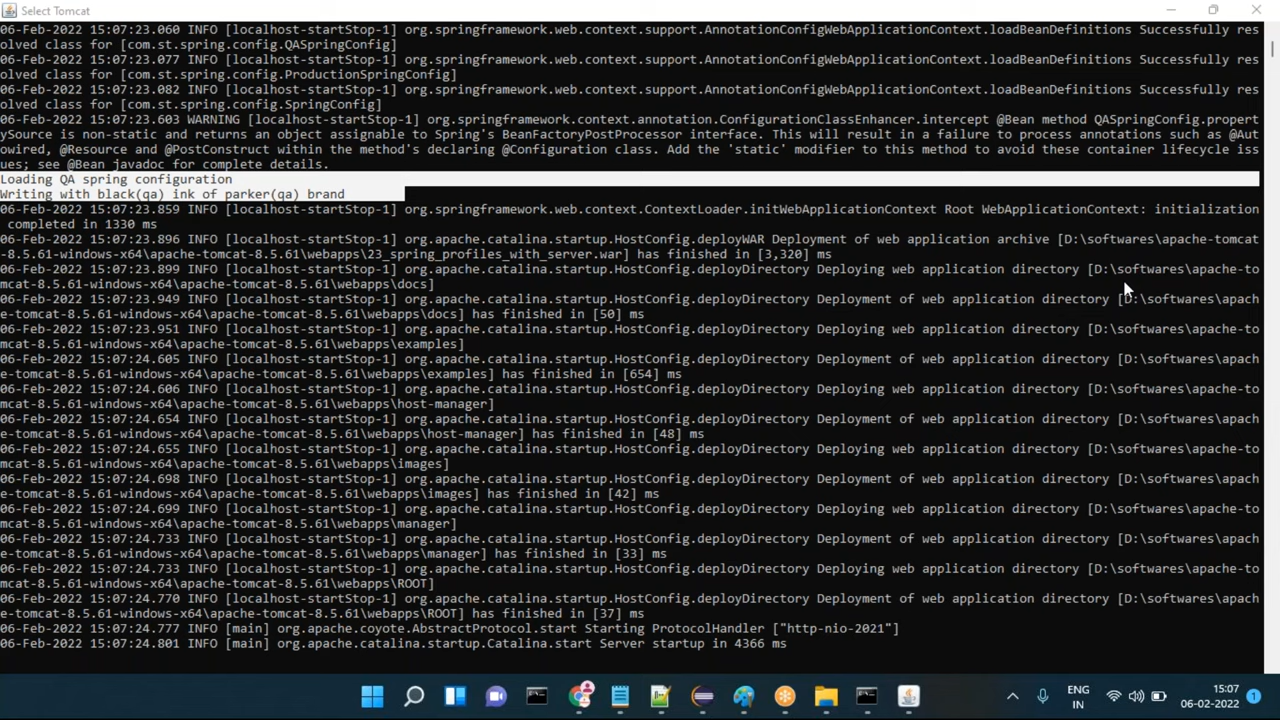 Select Tomcat
06-Feb-2022 15:07:23.060 INFO [localhost-startStop-1] org.springframework.web.context.support.AnnotationConfigWebApplicationContext.loadBeanDefinitions Successfully res
olved class for [com.st.spring.config.QASpringConfig]
06-Feb-2022 15:07:23.077 INFO [localhost-startStop-1] org.springframework.web.context.support.AnnotationConfigWebApplicationContext.loadBeanDefinitions Successfully res
olved class for [com.st.spring.config.ProductionSpringConfig]
06-Feb-2022 15:07:23.082 INFO [localhost-startStop-1] org.springframework.web.context.support.AnnotationConfigWebApplicationContext.loadBeanDefinitions Successfully res
olved class for [com.st.spring.config.SpringConfig]
06-Feb-2022 15:07:23.603 WARNING [localhost-startStop-1] org.springframework.context.annotation.ConfigurationClassEnhancer.intercept @Bean method QASpringConfig.propert
ySource is non-static and returns an object assignable to Spring's BeanFactoryPostProcessor interface. This will result in a failure to process annotations such as @Aut
owired, @Resource and @PostConstruct within the method's declaring @Configuration class. Add the 'static' modifier to this method to avoid these container lifecycle iss
ues; see @Bean javadoc for complete details.
Loading QA spring configuration
Writing with black(qa) ink of parker(qa) brand
06-Feb-2022 15:07:23.859 INFO [localhost-startStop-1] org.springframework.web.context.ContextLoader.initWebApplicationContext Root WebApplicationContext: initialization
completed in 1330 ms
06-Feb-2022 15:07:23.896 INFO [localhost-startStop-1] org.apache.catalina.startup.HostConfig.deployWAR Deployment of web application archive [D:\softwares\apache-tomcat
-8.5.61-windows-x64\apache-tomcat-8.5.61\webapps\23_spring_profiles_with_server.war] has finished in [3,320] ms
06-Feb-2022 15:07:23.899 INFO [localhost-startStop-1] org.apache.catalina.startup.HostConfig.deployDirectory Deploying web application directory [D:\softwares\apache-to
mcat-8.5.61-windows-x64\apache-tomcat-8.5.61\webapps\docs]
06-Feb-2022 15:07:23.949 INFO [localhost-startStop-1] org.apache.catalina.startup.HostConfig.deployDirectory Deployment of web application directory [D:\softwares\apach
e-tomcat-8.5.61-windows-x64\apache-tomcat-8.5.61\webapps\docs] has finished in [50] ms
06-Feb-2022 15:07:23.951 INFO [localhost-startStop-1] org.apache.catalina.startup.HostConfig.deployDirectory Deploying web application directory [D:\softwares\apache-to
mcat-8.5.61-windows-x64\apache-tomcat-8.5.61\webapps\examples]
06-Feb-2022 15:07:24.605 INFO [localhost-startStop-1] org.apache.catalina.startup.HostConfig.deployDirectory Deployment of web application directory [D:\softwares\apach
e-tomcat-8.5.61-windows-x64\apache-tomcat-8.5.61\webapps\examples] has finished in [654] ms
06-Feb-2022 15:07:24.606 INFO [localhost-startStop-1] org.apache.catalina.startup.HostConfig.deployDirectory Deploying web application directory [D:\softwares\apache-to
mcat-8.5.61-windows-x64\apache-tomcat-8.5.61\webapps\host-manager]
06-Feb-2022 15:07:24.654 INFO [localhost-startStop-1] org.apache.catalina.startup.HostConfig.deployDirectory Deployment of web application directory [D:\softwares\apach
e-tomcat-8.5.61-windows-x64\apache-tomcat-8.5.61\webapps\host-manager] has finished in [48] ms
06-Feb-2022 15:07:24.655 INFO [localhost-startStop-1] org.apache.catalina.startup.HostConfig.deployDirectory Deploying web application directory [D:\softwares\apache-to
mcat-8.5.61-windows-x64\apache-tomcat-8.5.61\webapps\images]
06-Feb-2022 15:07:24.698 INFO [localhost-startStop-1] org.apache.catalina.startup.HostConfig.deployDirectory Deployment of web application directory [D:\softwares\apach
e-tomcat-8.5.61-windows-x64\apache-tomcat-8.5.61\webapps\images] has finished in [42] ms
06-Feb-2022 15:07:24.699 INFO [localhost-startStop-1] org.apache.catalina.startup.HostConfig.deployDirectory Deploying web application directory [D:\softwares\apache-to
mcat-8.5.61-windows-x64\apache-tomcat-8.5.61\webapps\manager]
06-Feb-2022 15:07:24.733 INFO [localhost-startStop-1] org.apache.catalina.startup.HostConfig.deployDirectory Deployment of web application directory [D:\softwares\apach
e-tomcat-8.5.61-windows-x64\apache-tomcat-8.5.61\webapps\manager] has finished in [33] ms
06-Feb-2022 15:07:24.733 INFO [localhost-startStop-1] org.apache.catalina.startup.HostConfig.deployDirectory Deploying web application directory [D:\softwares\apache-to
mcat-8.5.61-windows-x64\apache-tomcat-8.5.61\webapps\ROOT]
06-Feb-2022 15:07:24.770 INFO [localhost-startStop-1] org.apache.catalina.startup.HostConfig.deployDirectory Deployment of web application directory [D:\softwares\apach
e-tomcat-8.5.61-windows-x64\apache-tomcat-8.5.61\webapps\ROOT] has finished in [37] ms
06-Feb-2022 15:07:24.777 INFO [main] org.apache.coyote.AbstractProtocol.start Starting ProtocolHandler ["http-nio-2021"]
06-Feb-2022 15:07:24.801 INFO [main] org.apache.catalina.startup.Catalina.start Server startup in 4366 ms
ENG
IN
15:07
06-02-2022
1